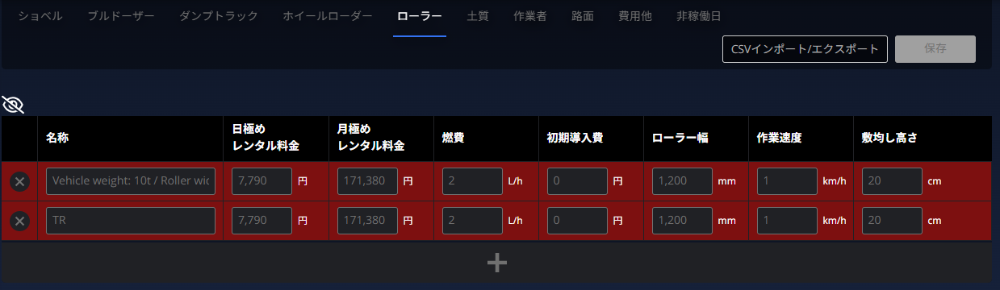 ショベル ブルドーザー ダンプトラック ホイールローダー ローラー 土質 作業者 路面 費用他 非稼働日
CSVインポート/エクスポート 保存
名称 日極め レンタル料金 月極め レンタル料金 燃費 初期導入費 ローラー幅 作業速度 敷均し高さ
Vehicle weight: 10t / Roller wic 7,790 円 171,380 円 2 L/h 0 円 1,200 mm 1 km/h 20 cm
TR 7,790 円 171,380 円 2 L/h 0 円 1,200 mm 1 km/h 20 cm